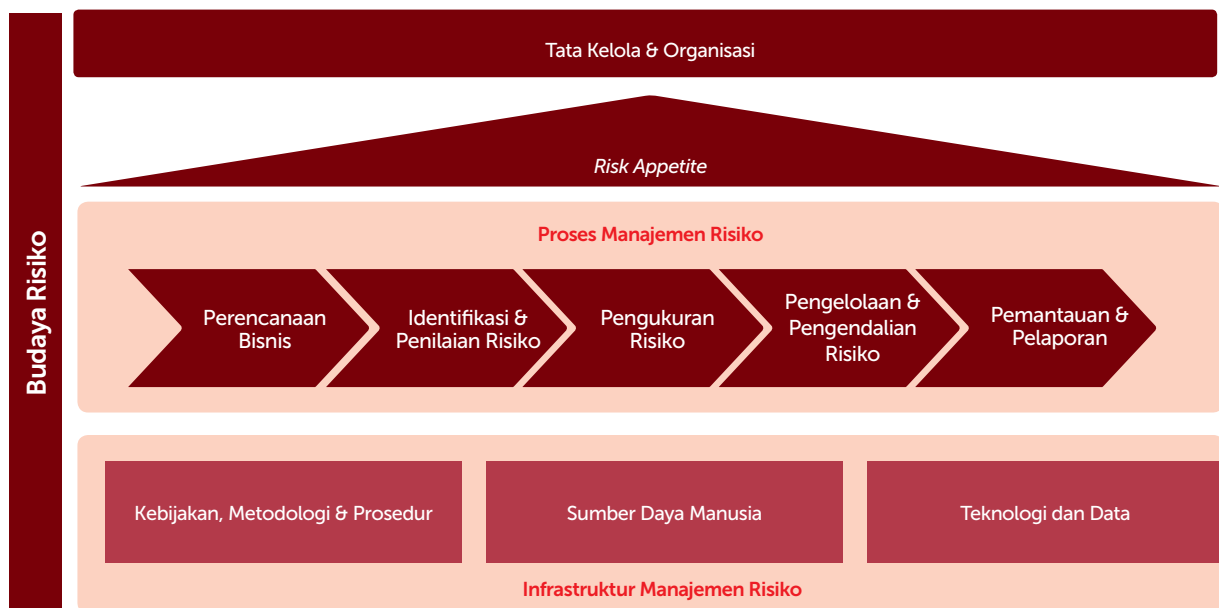 Budaya Risiko
Tata Kelola & Organisasi
Risk Appetite
Proses Manajemen Risiko
Perencanaan
Bisnis
Identifikasi &
Penilaian Risiko
Pengukuran
Risiko
Pengelolaan &
Pengendalian
Risiko
Pemantauan &
Pelaporan
Kebijakan, Metodologi & Prosedur
Sumber Daya Manusia
Teknologi dan Data
Infrastruktur Manajemen Risiko